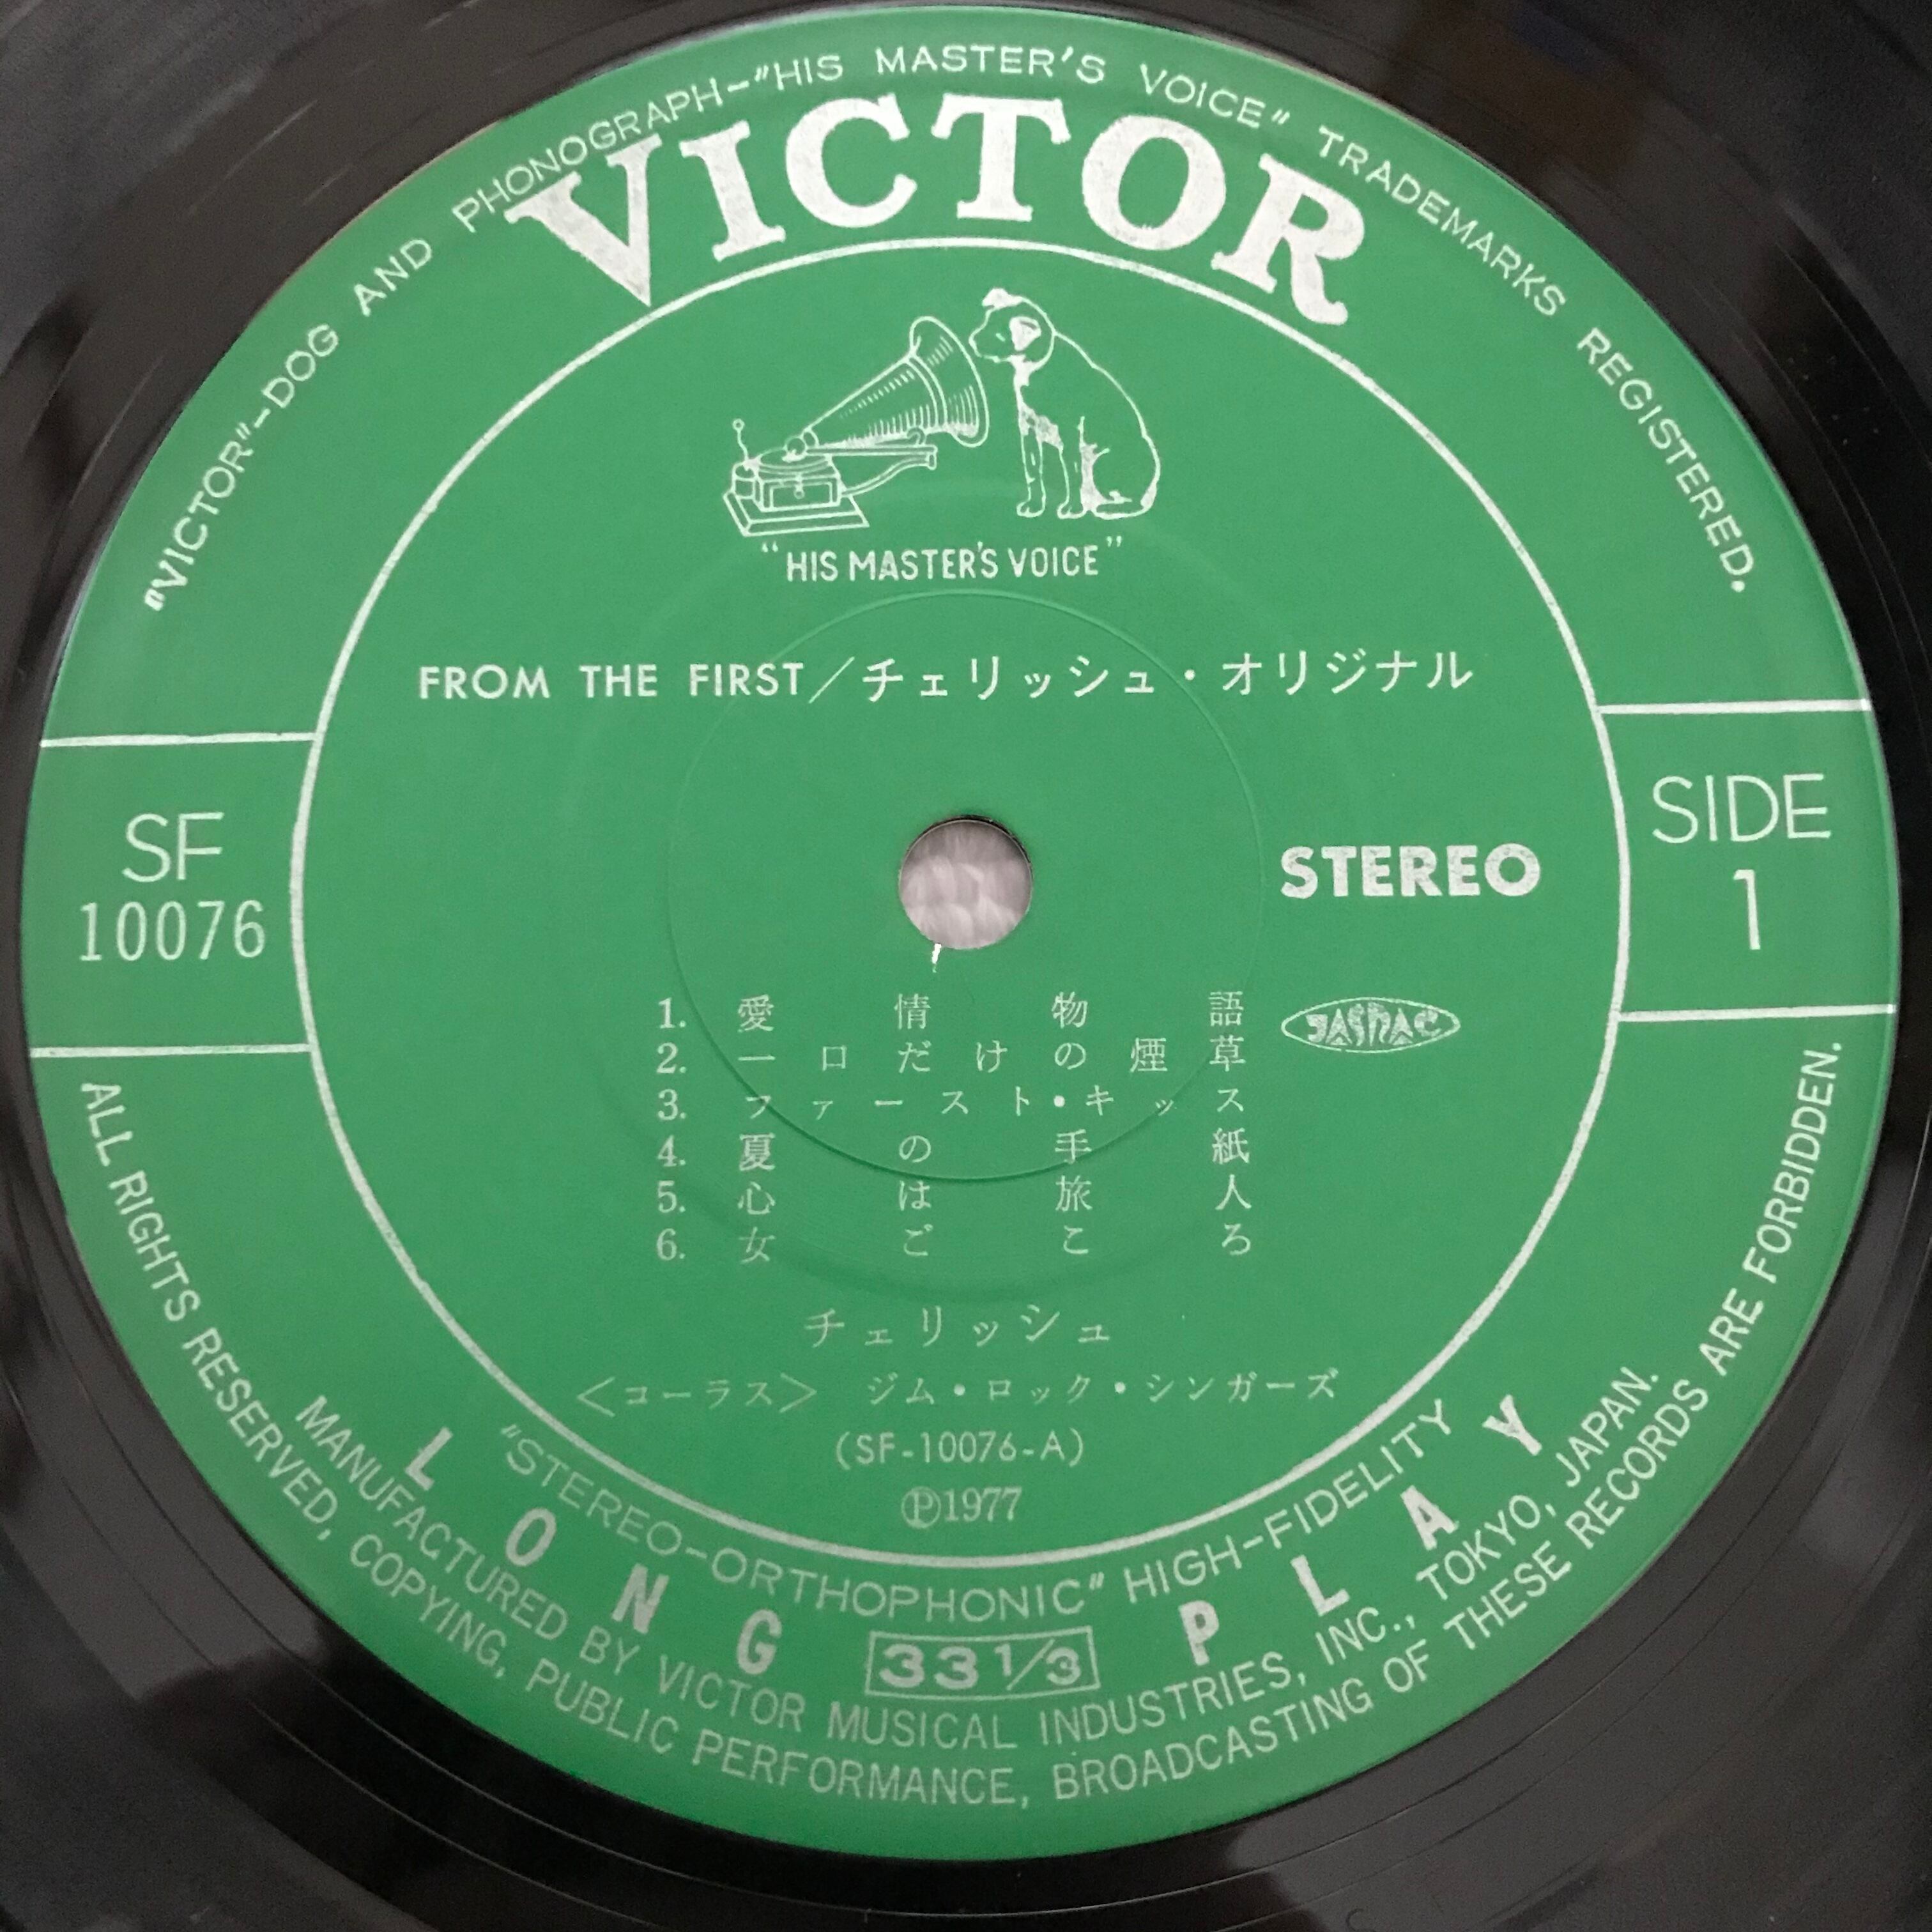 "VICTOR"-DOG AND PHONOGRAPH-"HIS MASTER'S VOICE" TRADEMARKS REGISTERED.
VICTOR
"HIS MASTER'S VOICE"
FROM THE FIRST/チェリッシュ・オリジナル
SF
10076
STEREO
SIDE
1
1. 愛情物語
JASRAC
2. 一口だけの煙草
3. ファースト・キッス
4. 夏の手紙
5. 心は旅人
6. 女ごころ
チェリッシュ
<コーラス> ジム・ロック・シンガーズ
(SF-10076-A)
Ⓟ1977
"STEREO-ORTHOPHONIC" HIGH-FIDELITY
LONG 33 1/3 PLAY
MANUFACTURED BY VICTOR MUSICAL INDUSTRIES, INC., TOKYO, JAPAN.
ALL RIGHTS RESERVED, COPYING, PUBLIC PERFORMANCE, BROADCASTING OF THESE RECORDS ARE FORBIDDEN.